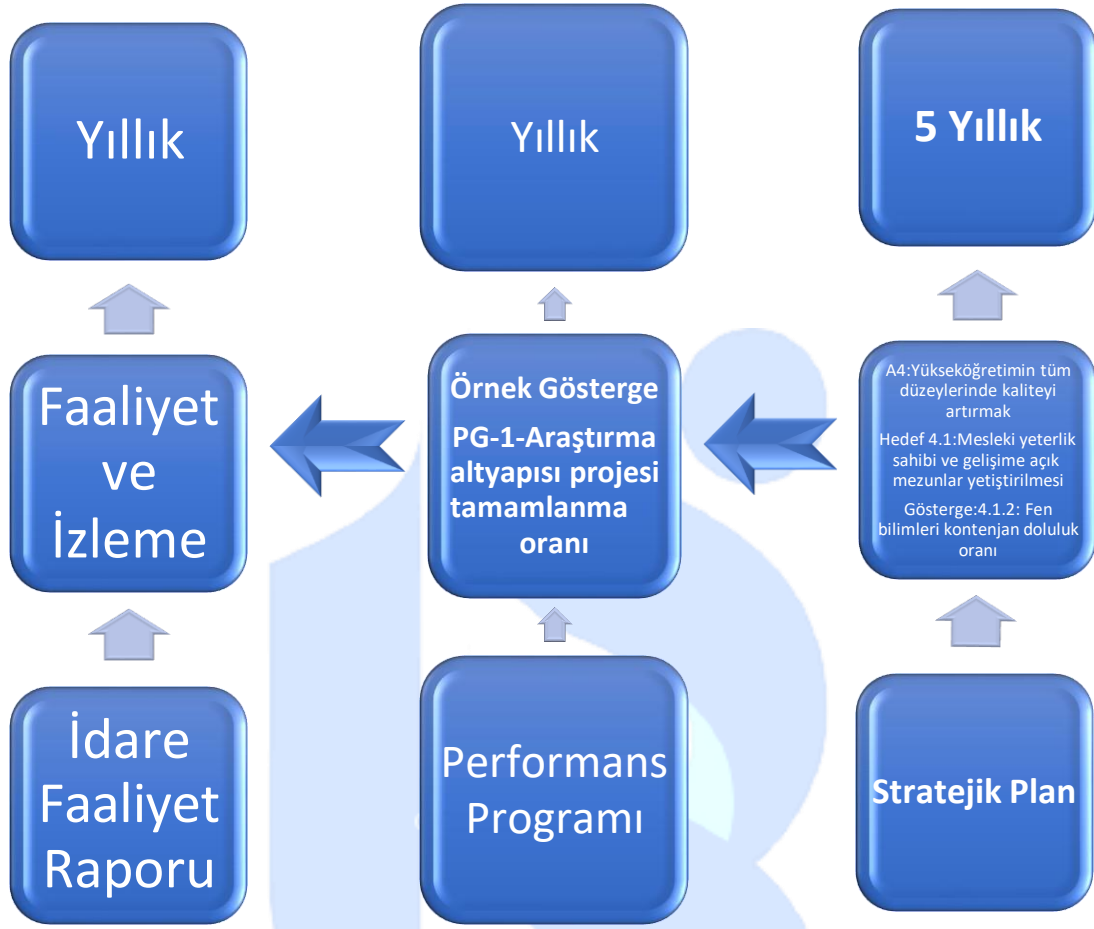 Yıllık
Yıllık
5 Yıllık
Faaliyet
ve
İzleme
Örnek Gösterge
PG-1-Araştırma
altyapısı projesi
tamamlanma
oranı
A4:Yükseköğretimin tüm
düzeylerinde kaliteyi
artırmak
Hedef 4.1:Mesleki yeterlik
sahibi ve gelişime açık
mezunlar yetiştirilmesi
Gösterge:4.1.2: Fen
bilimleri kontenjan doluluk
oranı
İdare
Faaliyet
Raporu
Performans
Programı
Stratejik Plan